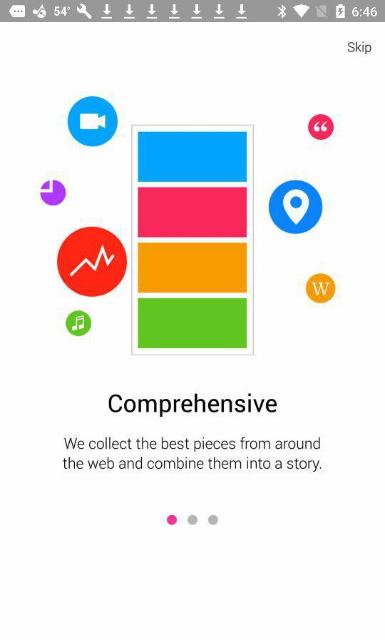 54° 6:46
Skip
“
W
Comprehensive
We collect the best pieces from around
the web and combine them into a story.